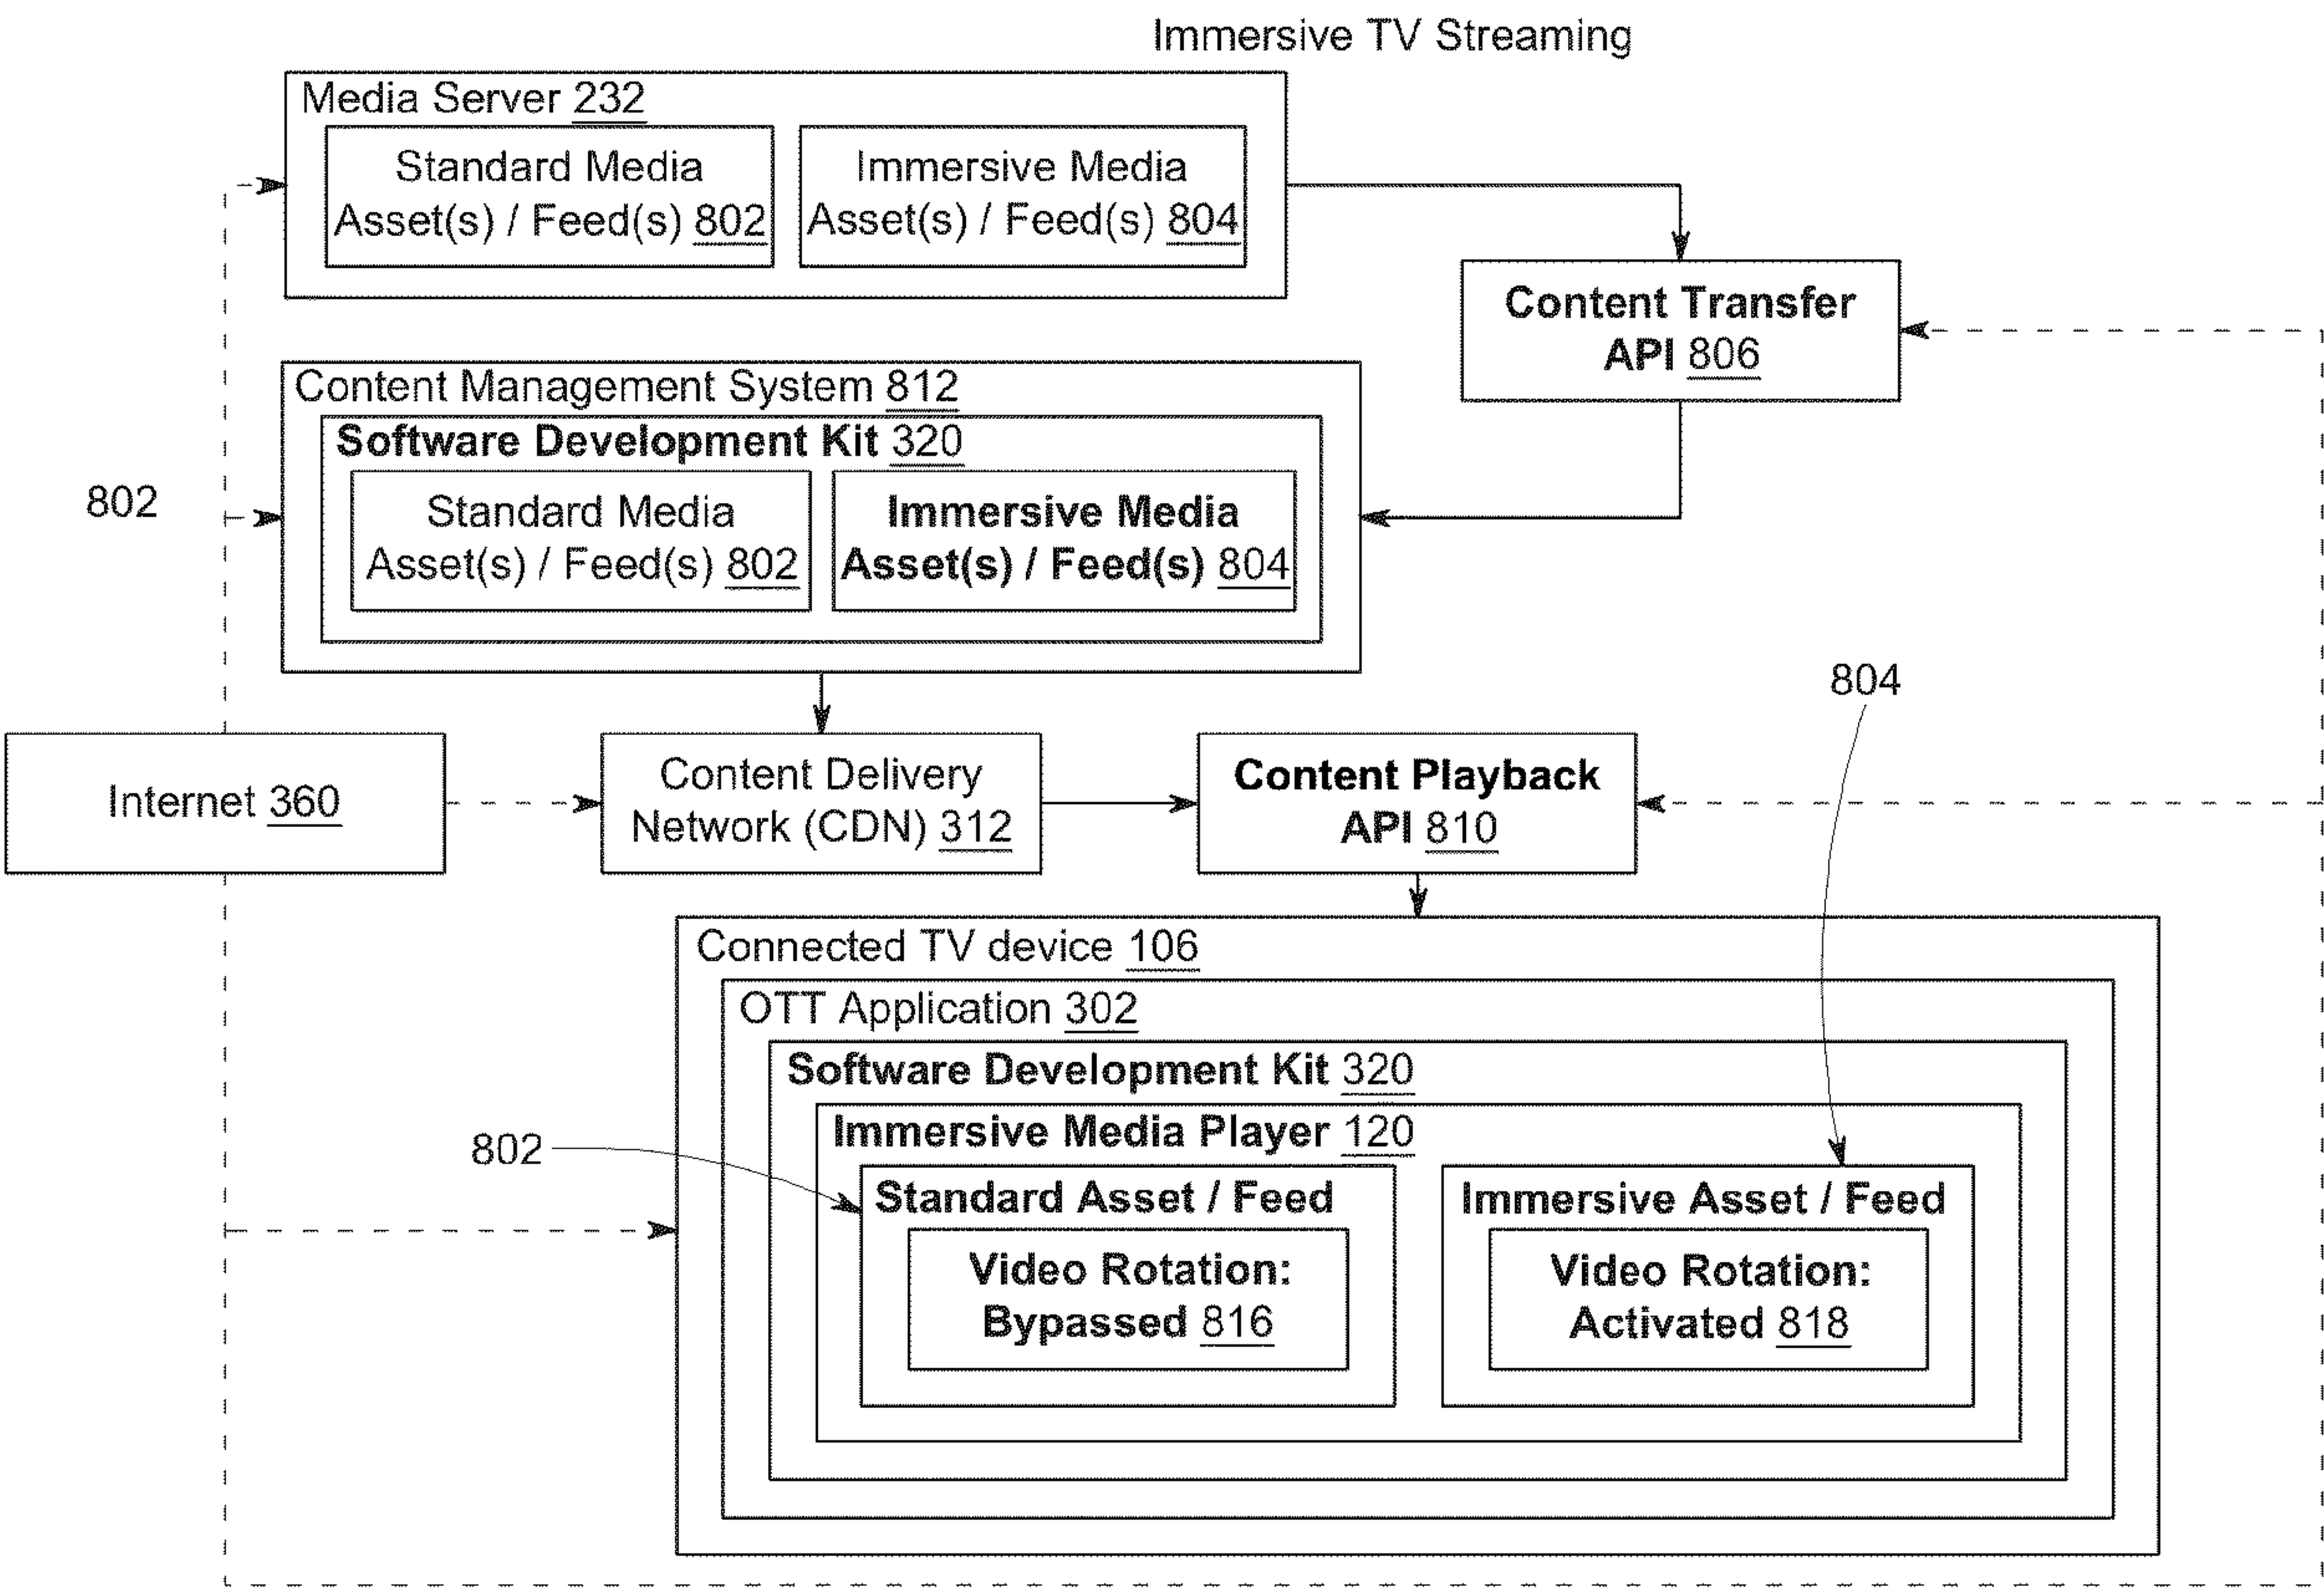 Immersive TV Streaming
Media Server 232
Standard Media
Asset(s) / Feed(s) 802
Immersive Media
Asset(s) / Feed(s) 804
Content Transfer
API 806
Content Management System 812
Software Development Kit 320
Standard Media
Asset(s) / Feed(s) 802
Immersive Media
Asset(s) / Feed(s) 804
802
804
Internet 360
Content Delivery
Network (CDN) 312
Content Playback
API 810
Connected TV device 106
OTT Application 302
Software Development Kit 320
Immersive Media Player 120
802
Standard Asset / Feed
Video Rotation:
Bypassed 816
Immersive Asset / Feed
Video Rotation:
Activated 818